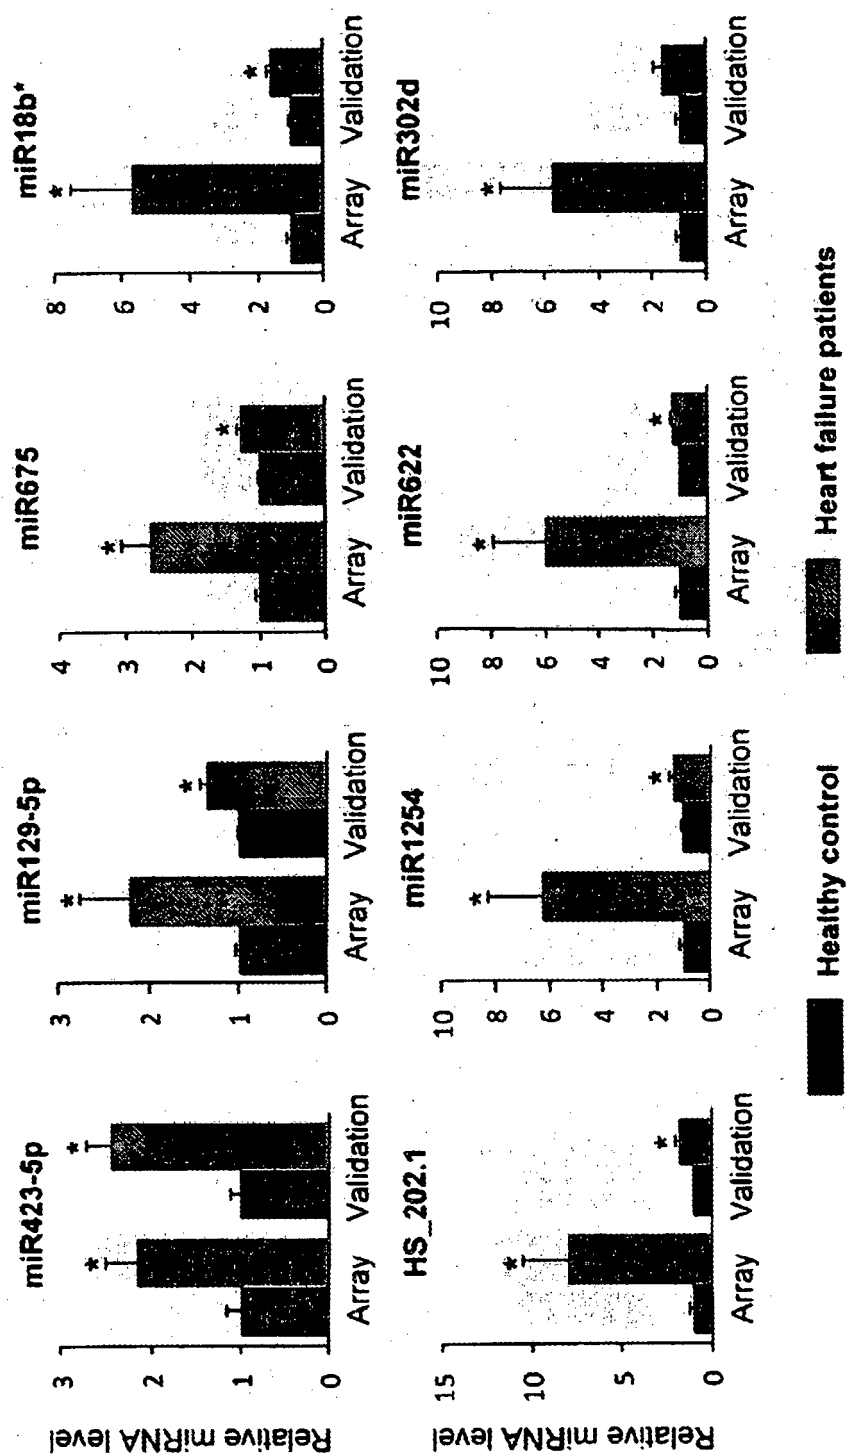 miR423-5p
Relative miRNA level
3
2
1
0
Array Validation
miR129-5p
3
2
1
0
Array Validation
miR675
4
3
2
1
0
Array Validation
miR18b*
8
6
4
2
0
Array Validation
HS_202.1
Relative miRNA level
15
10
5
0
Array Validation
miR1254
10
8
6
4
2
0
Array Validation
miR622
10
8
6
4
2
0
Array Validation
miR302d
10
8
6
4
2
0
Array Validation
Healthy control
Heart failure patients